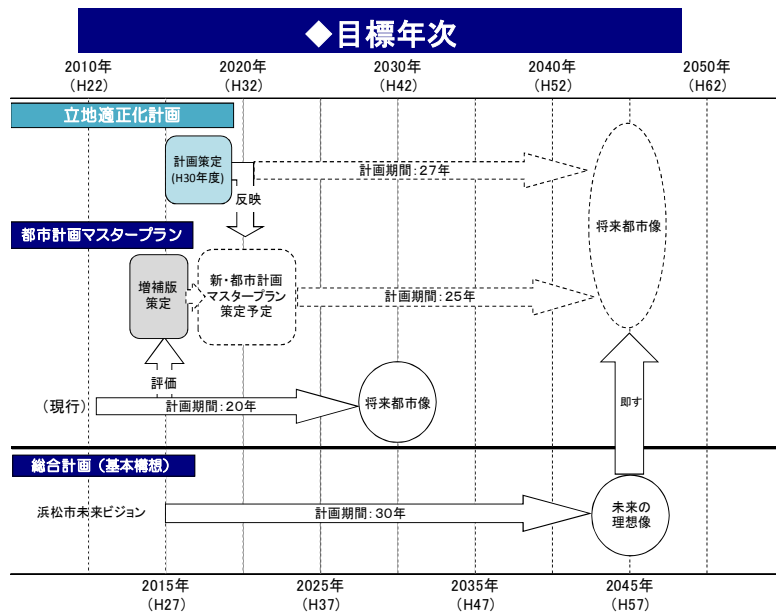 ◆目標年次
2010年
(H22)
2020年
(H32)
2030年
(H42)
2040年
(H52)
2050年
(H62)
立地適正化計画
計画策定
(H30年度)
計画期間：27年
反映
将来都市像
都市計画マスタープラン
増補版
策定
新・都市計画
マスタープラン
策定予定
計画期間：25年
評価
(現行)
計画期間：20年
将来都市像
即す
総合計画（基本構想）
浜松市未来ビジョン
計画期間：30年
未来の
理想像
2015年
(H27)
2025年
(H37)
2035年
(H47)
2045年
(H57)